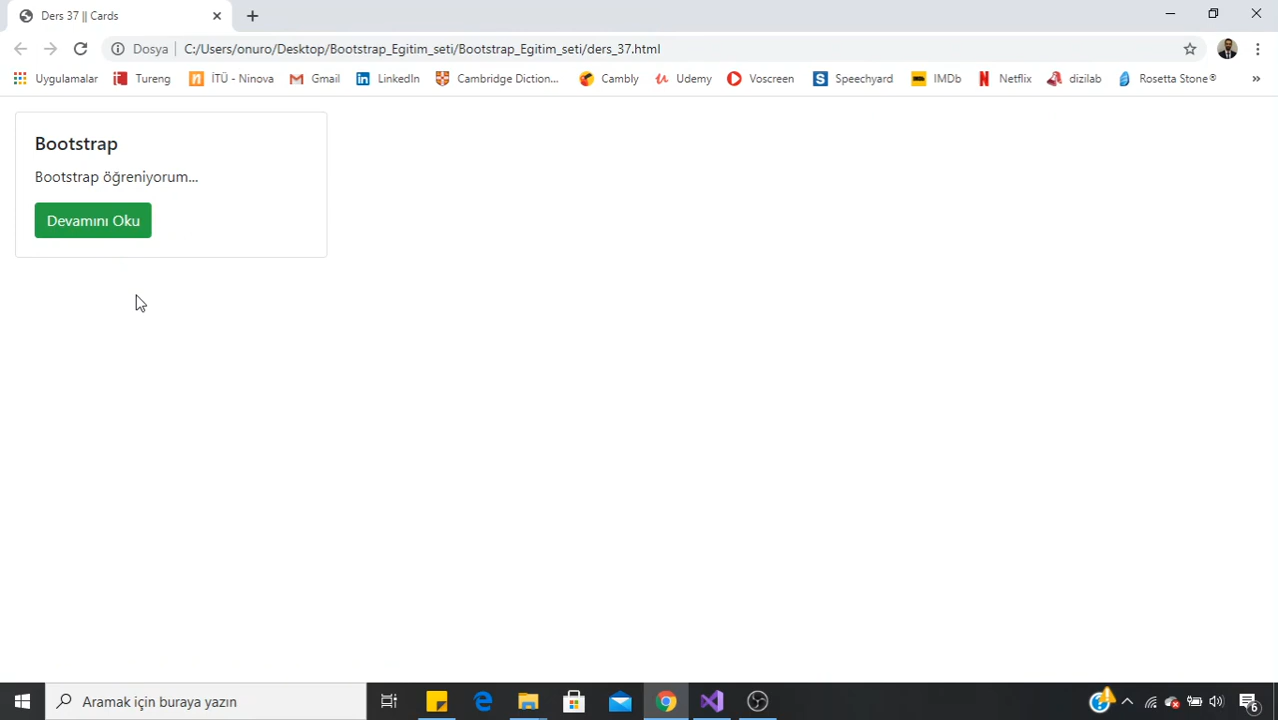 Ders 37 || Cards
Dosya | C:/Users/onuro/Desktop/Bootstrap_Egitim_seti/Bootstrap_Egitim_seti/ders_37.html
Uygulamalar Tureng İTÜ - Ninova Gmail LinkedIn Cambridge Diction... Cambly Udemy Voscreen Speechyard IMDb Netflix dizilab Rosetta Stone® »
Bootstrap
Bootstrap öğreniyorum...
Devamını Oku
Aramak için buraya yazın
6